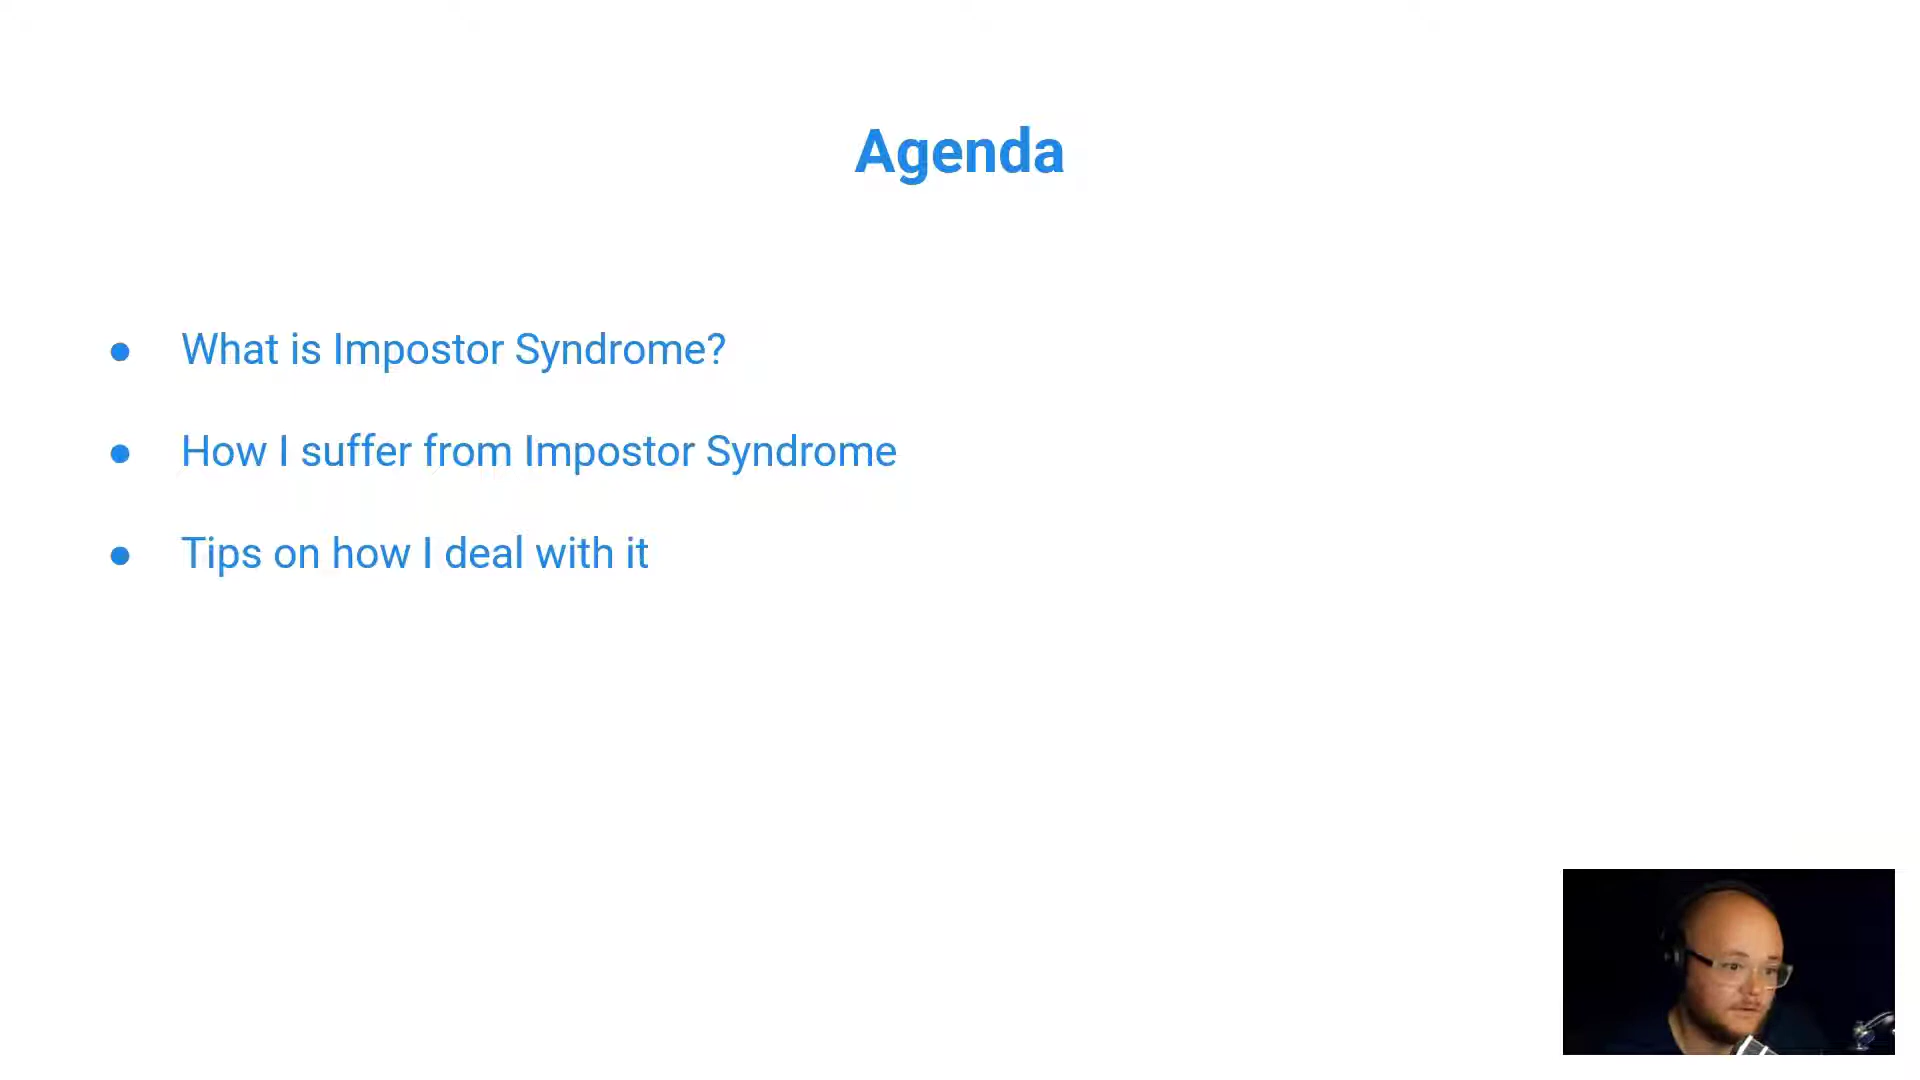 Agenda
● What is Impostor Syndrome?
● How I suffer from Impostor Syndrome
● Tips on how I deal with it